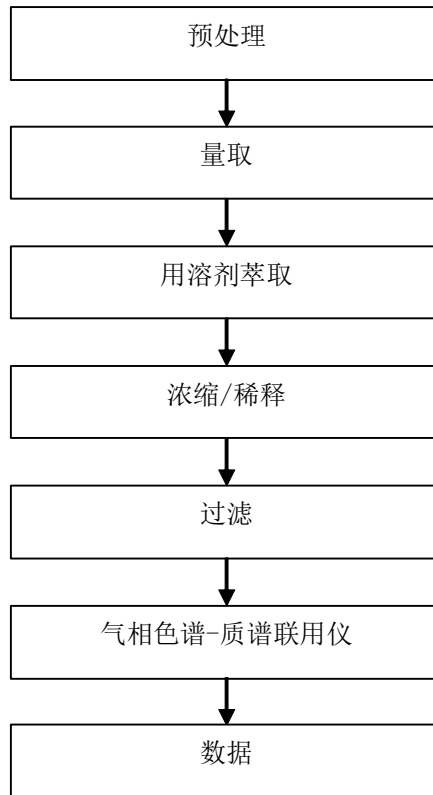 预处理
量取
用溶剂萃取
浓缩/稀释
过滤
气相色谱-质谱联用仪
数据